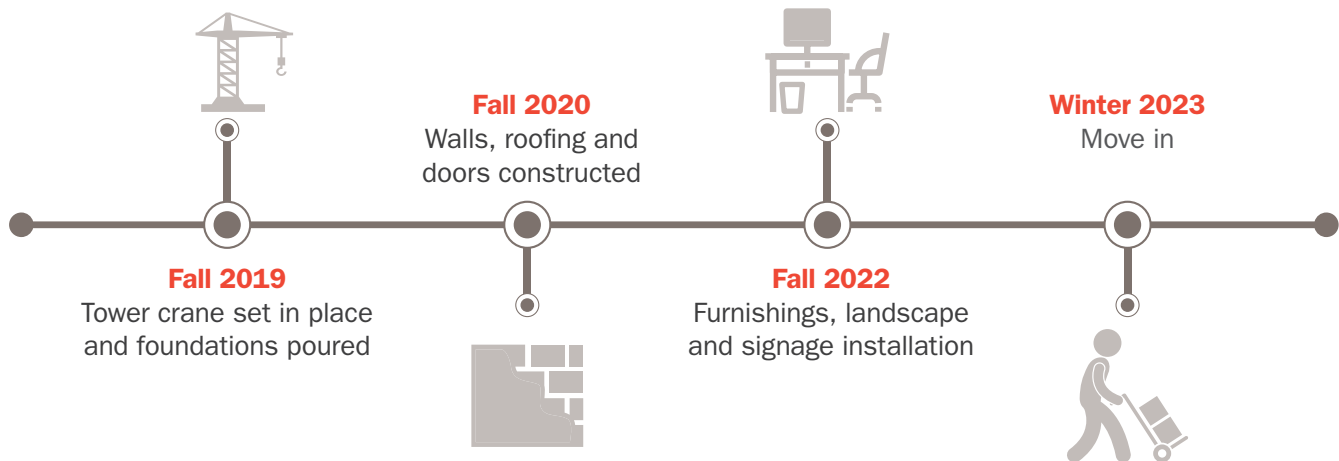 Fall 2019
Tower crane set in place
and foundations poured
Fall 2020
Walls, roofing and
doors constructed
Fall 2022
Furnishings, landscape
and signage installation
Winter 2023
Move in